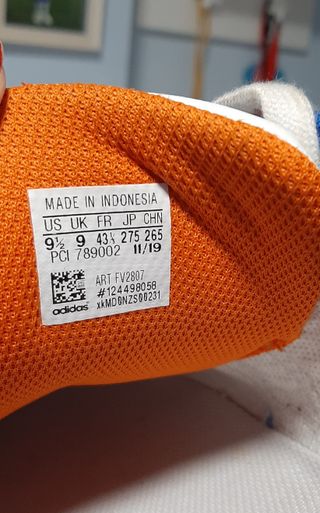 MADE IN INDONESIA
US UK FR JP CHN
9½ 9 43⅓ 275 265
PCI 789002 11/19
ART FV2807
#124498058
xkMD0NZS00231
adidas